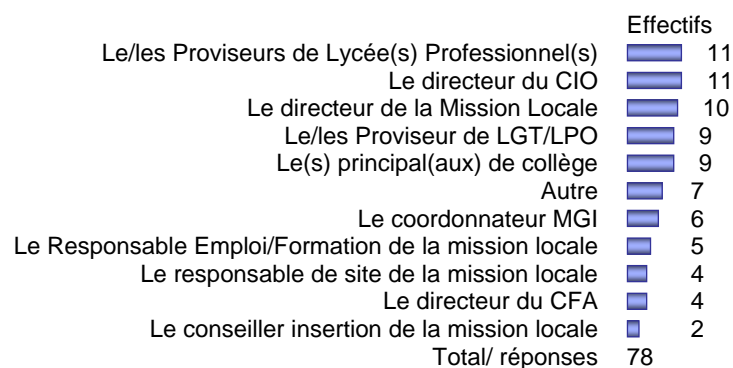 Effectifs
Le/les Proviseurs de Lycée(s) Professionnel(s) 11
Le directeur du CIO 11
Le directeur de la Mission Locale 10
Le/les Proviseur de LGT/LPO 9
Le(s) principal(aux) de collège 9
Autre 7
Le coordonnateur MGI 6
Le Responsable Emploi/Formation de la mission locale 5
Le responsable de site de la mission locale 4
Le directeur du CFA 4
Le conseiller insertion de la mission locale 2
Total/ réponses 78